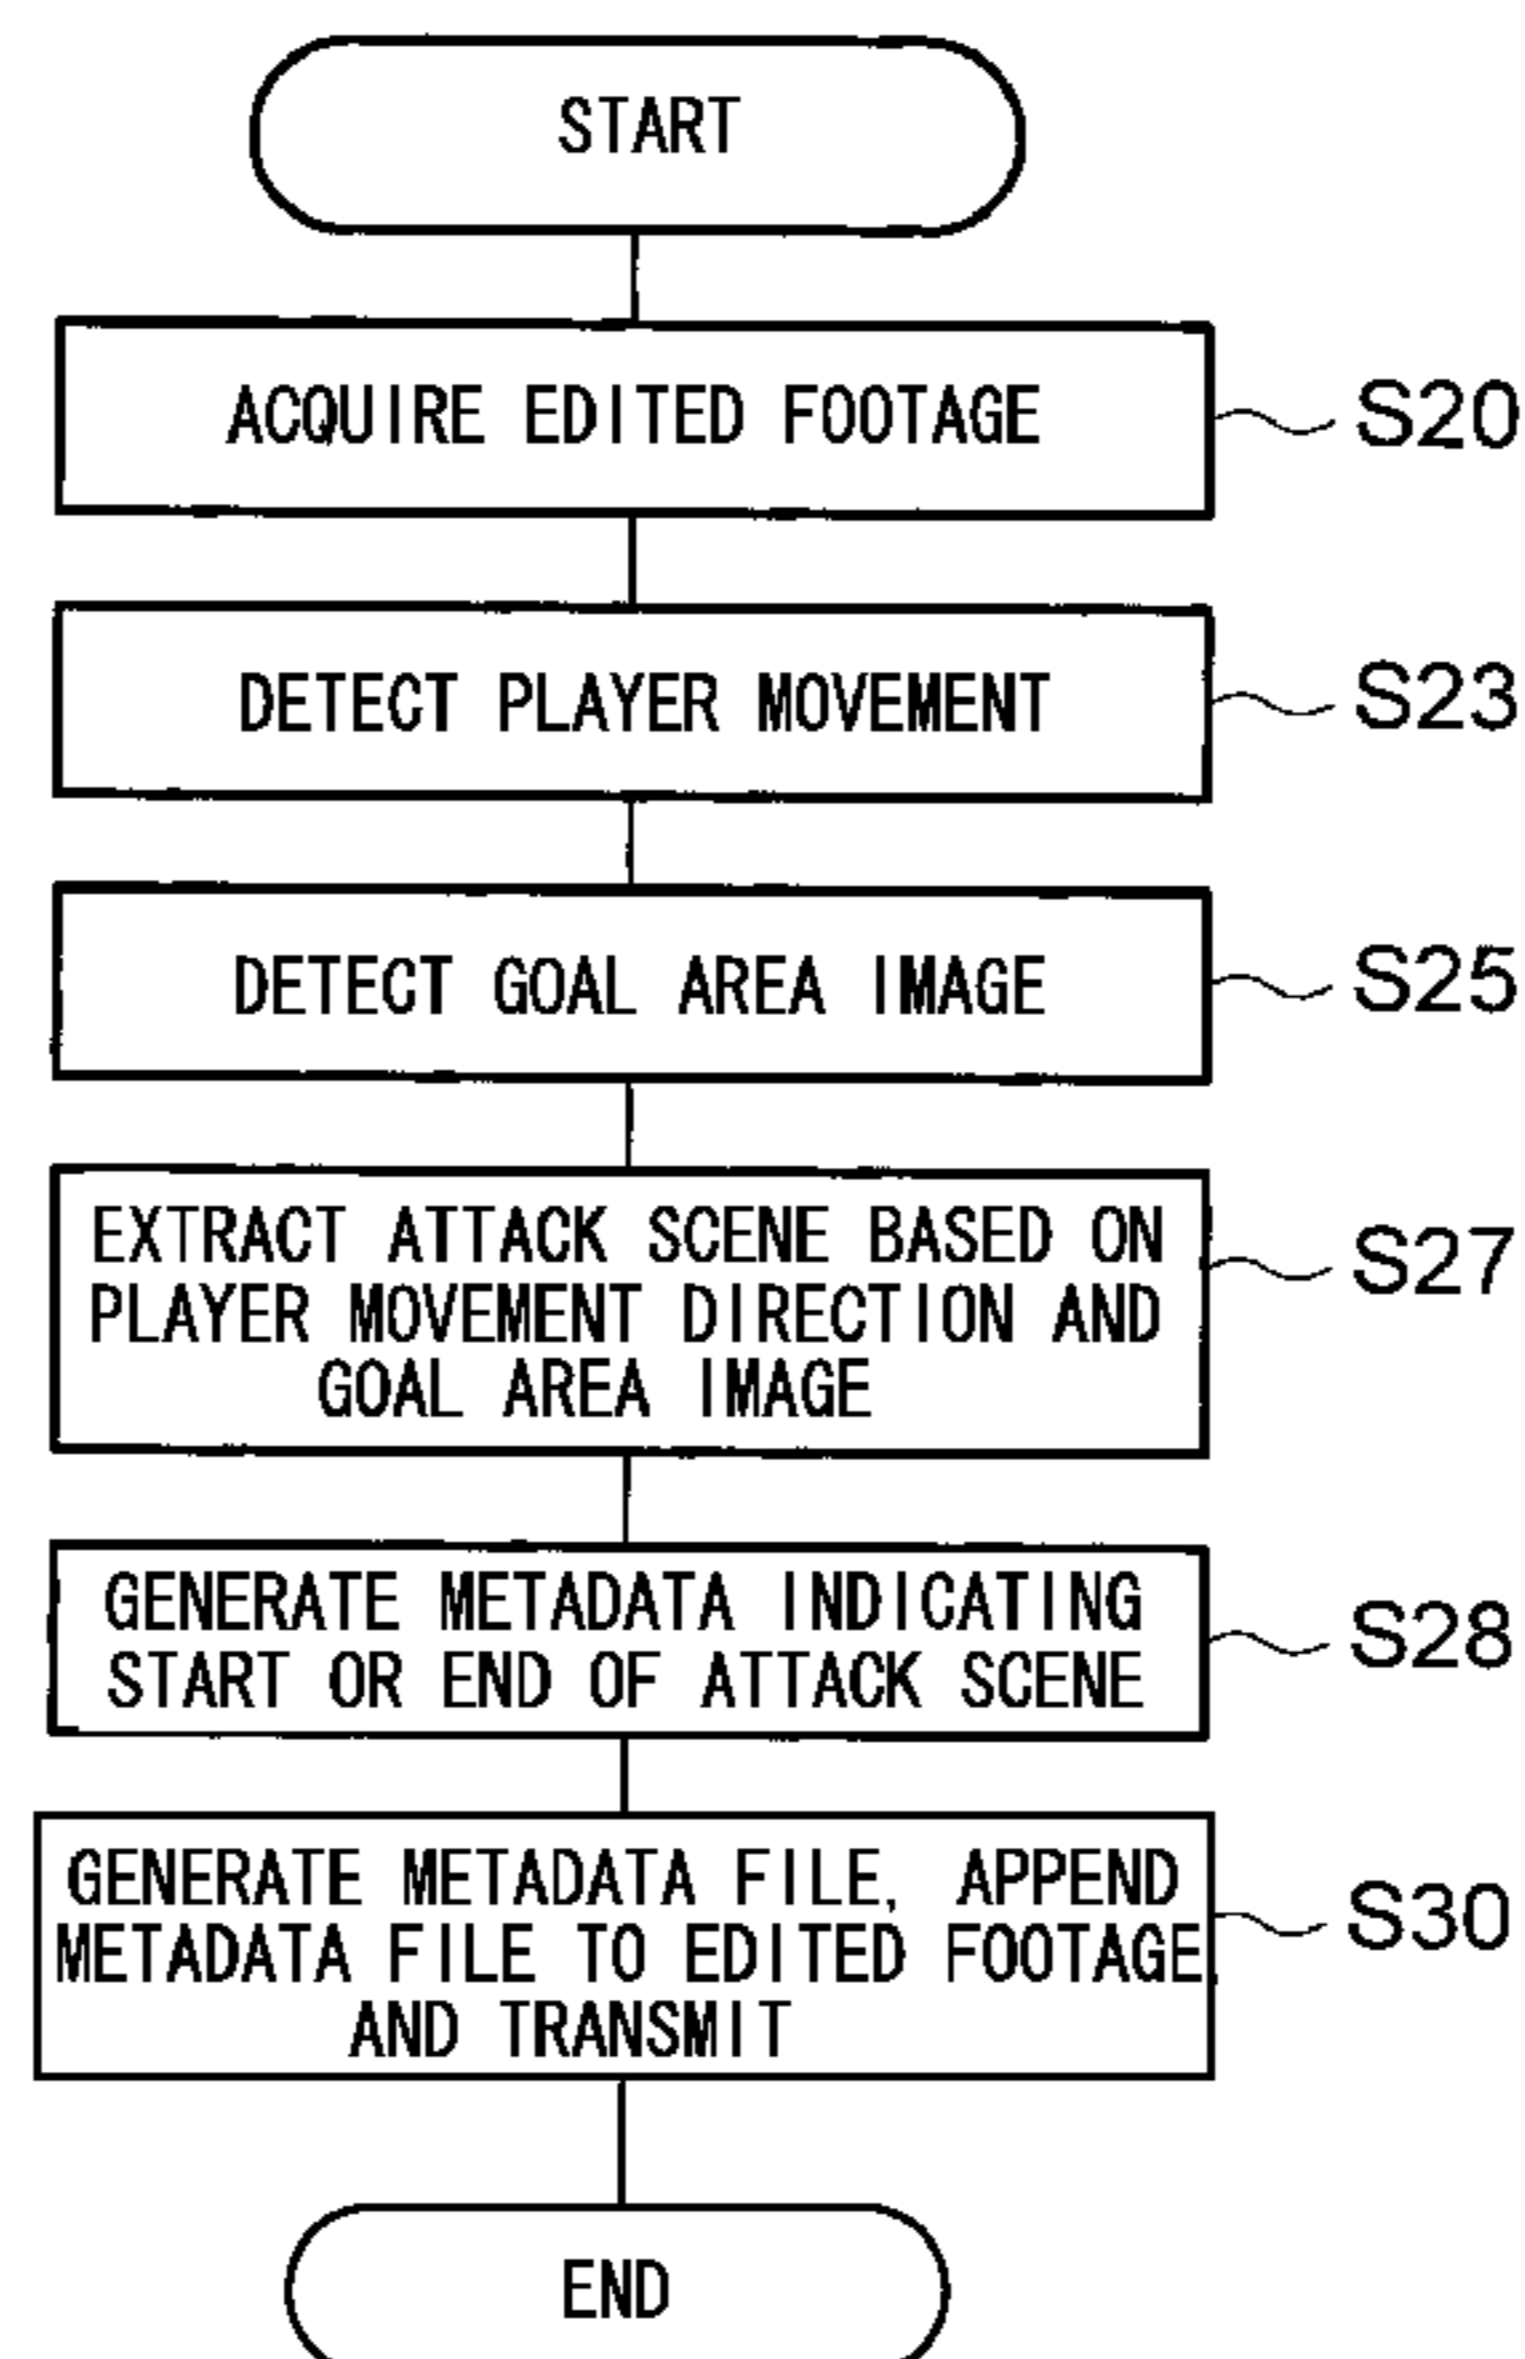 START
ACQUIRE EDITED FOOTAGE
S20
DETECT PLAYER MOVEMENT
S23
DETECT GOAL AREA IMAGE
S25
EXTRACT ATTACK SCENE BASED ON
PLAYER MOVEMENT DIRECTION AND
GOAL AREA IMAGE
S27
GENERATE METADATA INDICATING
START OR END OF ATTACK SCENE
S28
GENERATE METADATA FILE, APPEND
METADATA FILE TO EDITED FOOTAGE
AND TRANSMIT
S30
END